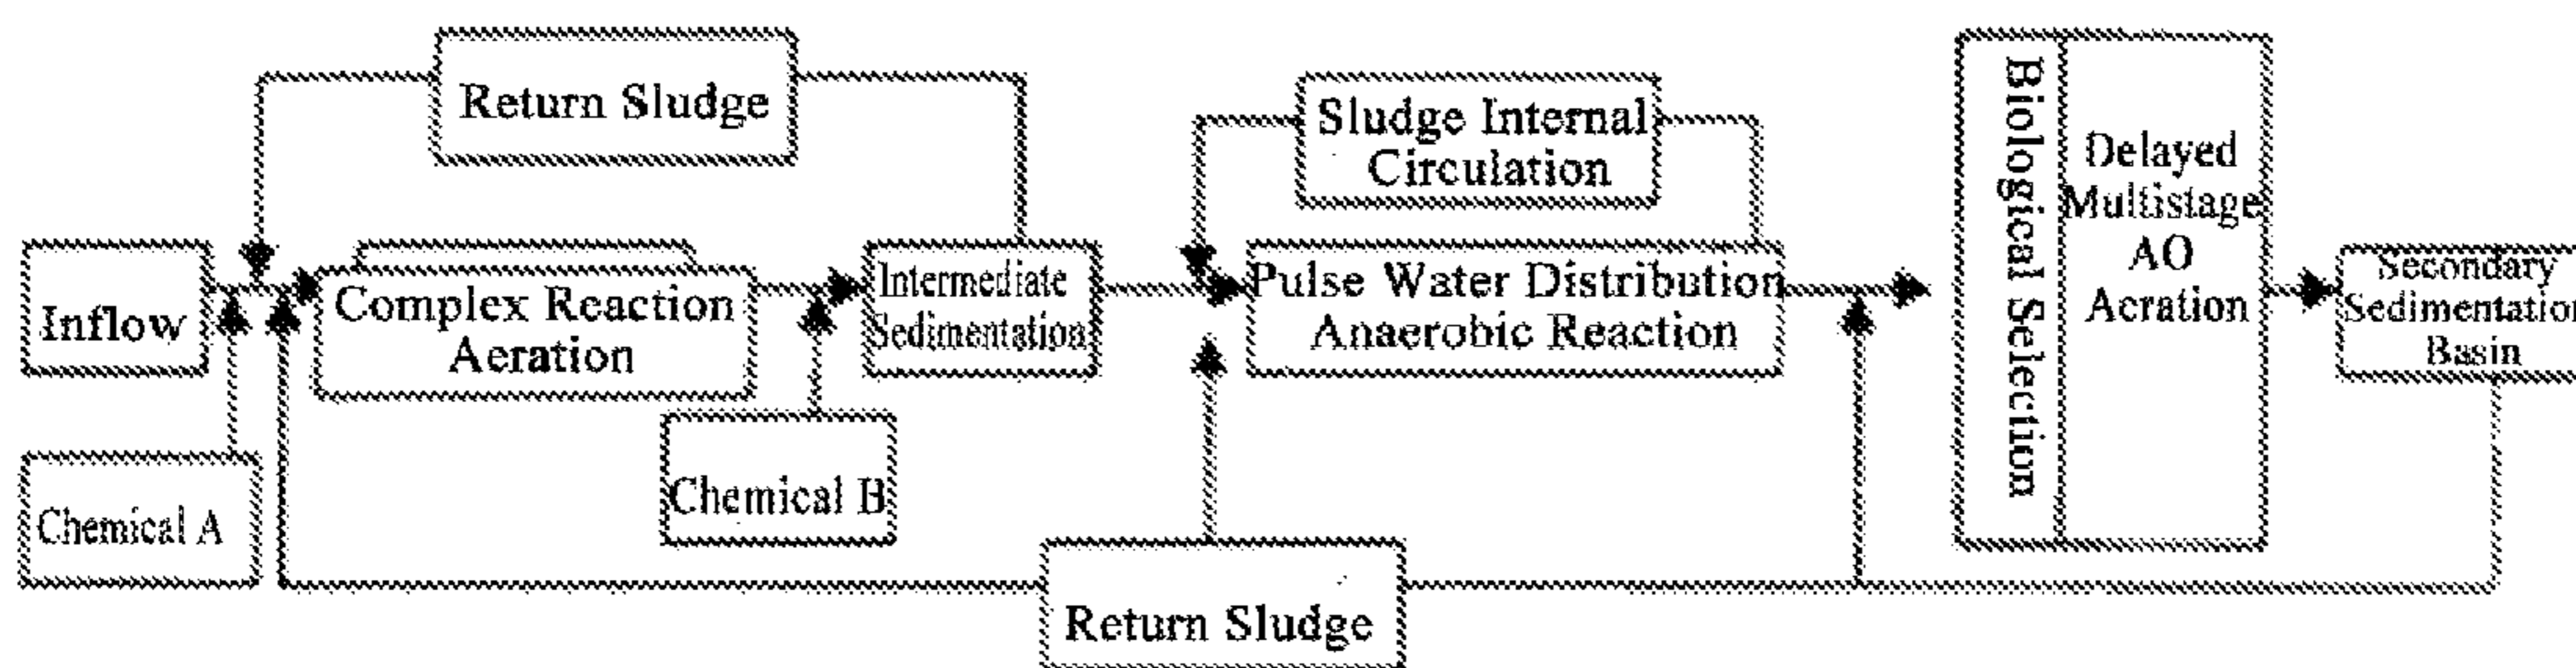 Return Sludge
Sludge Internal
Circulation
Biological Selection
Delayed
Multistage
AO
Acration
Inflow
Complex Reaction
Aeration
Intermediate
Sedimentation
Pulse Water Distribution
Anaerobic Reaction
Secondary
Sedimentation
Basin
Chemical A
Chemical B
Return Sludge